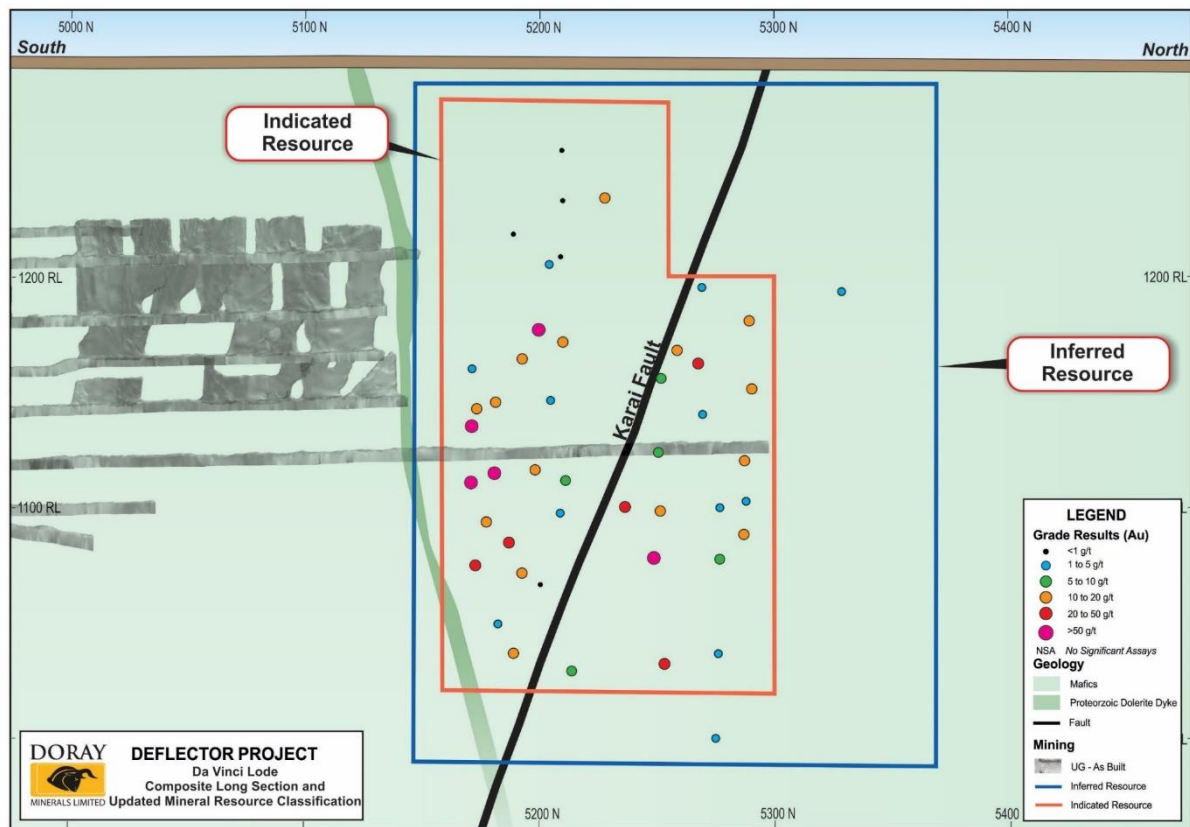 5000 N
5100 N
5200 N
5300 N
5400 N
South
North
Indicated
Resource
1200 RL
1200 RL
Inferred
Resource
Karai Fault
1100 RL
LEGEND
Grade Results (Au)
<1 g/t
1 to 5 g/t
5 to 10 g/t
10 to 20 g/t
20 to 50 g/t
>50 g/t
NSA No Significant Assays
Geology
Mafics
Proteorzoic Dolerite Dyke
Fault
Mining
UG - As Built
Inferred Resource
Indicated Resource
DORAY
MINERALS LIMITED
DEFLECTOR PROJECT
Da Vinci Lode
Composite Long Section and
Updated Mineral Resource Classification
5200 N
5300 N
5400 N